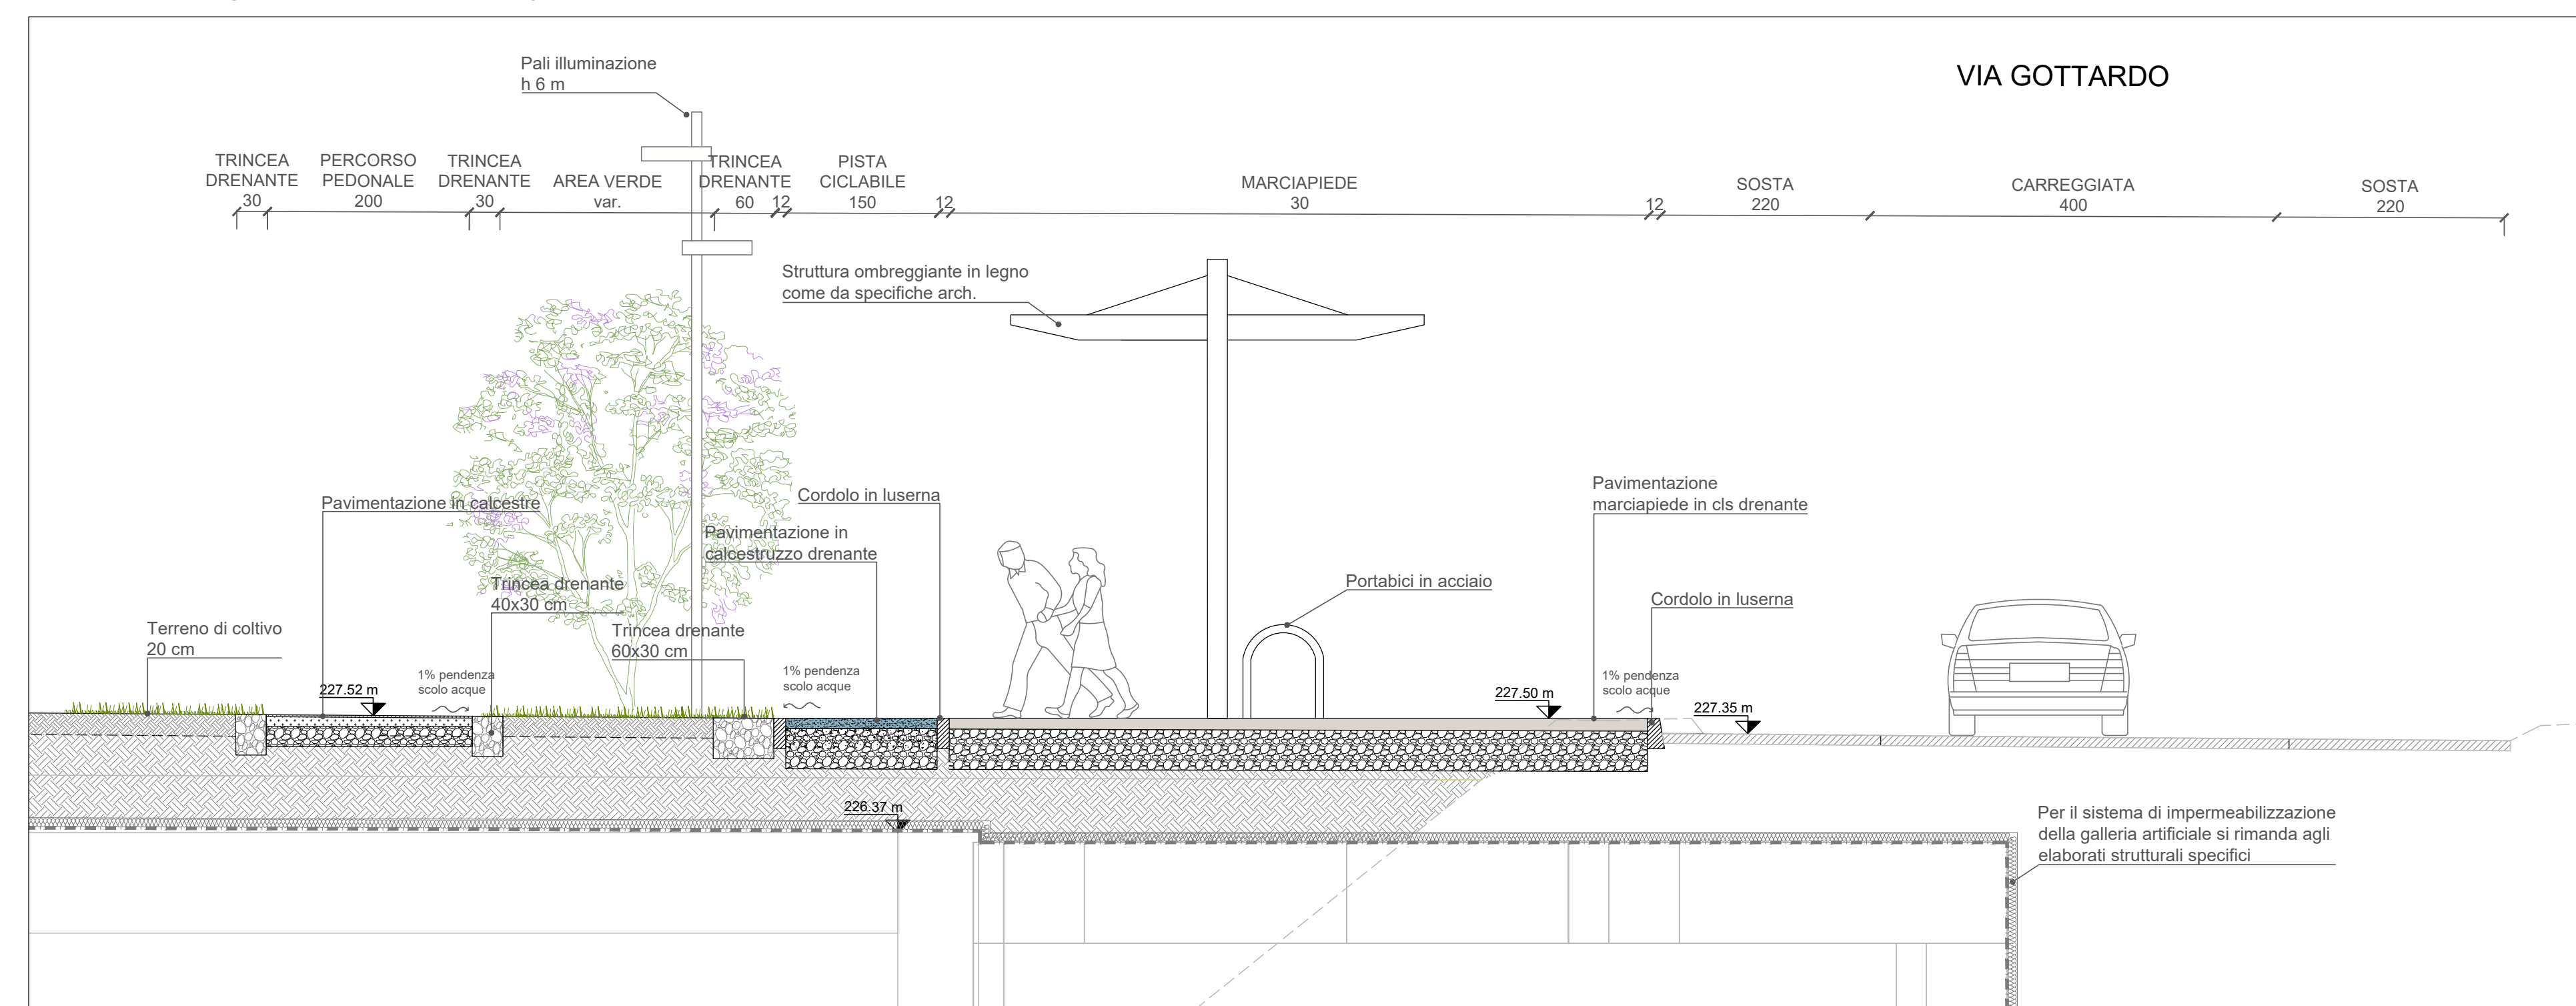 Pali illuminazione
h 6 m
VIA GOTTARDO
TRINCEA
DRENANTE
30
PERCORSO
PEDONALE
200
TRINCEA
DRENANTE
30
AREA VERDE
var.
TRINCEA
DRENANTE
60
12
PISTA
CICLABILE
150
12
MARCIAPIEDE
30
12
SOSTA
220
CARREGGIATA
400
SOSTA
220
Struttura ombreggiante in legno
come da specifiche arch.
Pavimentazione in calcestre
Cordolo in luserna
Pavimentazione in
calcestruzzo drenante
Pavimentazione
marciapiede in cls drenante
Trincea drenante
40x30 cm
Portabici in acciaio
Cordolo in luserna
Terreno di coltivo
20 cm
Trincea drenante
60x30 cm
1% pendenza
scolo acque
1% pendenza
scolo acque
1% pendenza
scolo acque
227.52 m
227.50 m
227.35 m
226.37 m
Per il sistema di impermeabilizzazione
della galleria artificiale si rimanda agli
elaborati strutturali specifici